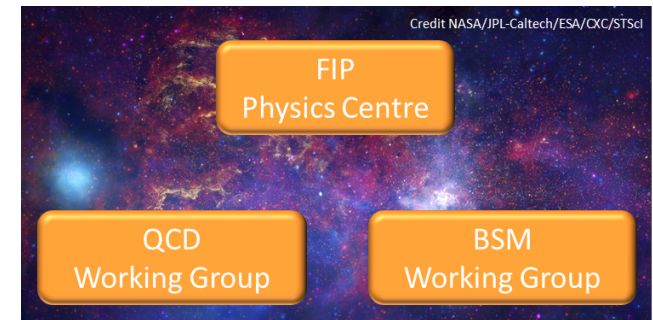 Credit NASA/JPL-Caltech/ESA/CXC/STScI
FIP
Physics Centre
QCD
Working Group
BSM
Working Group